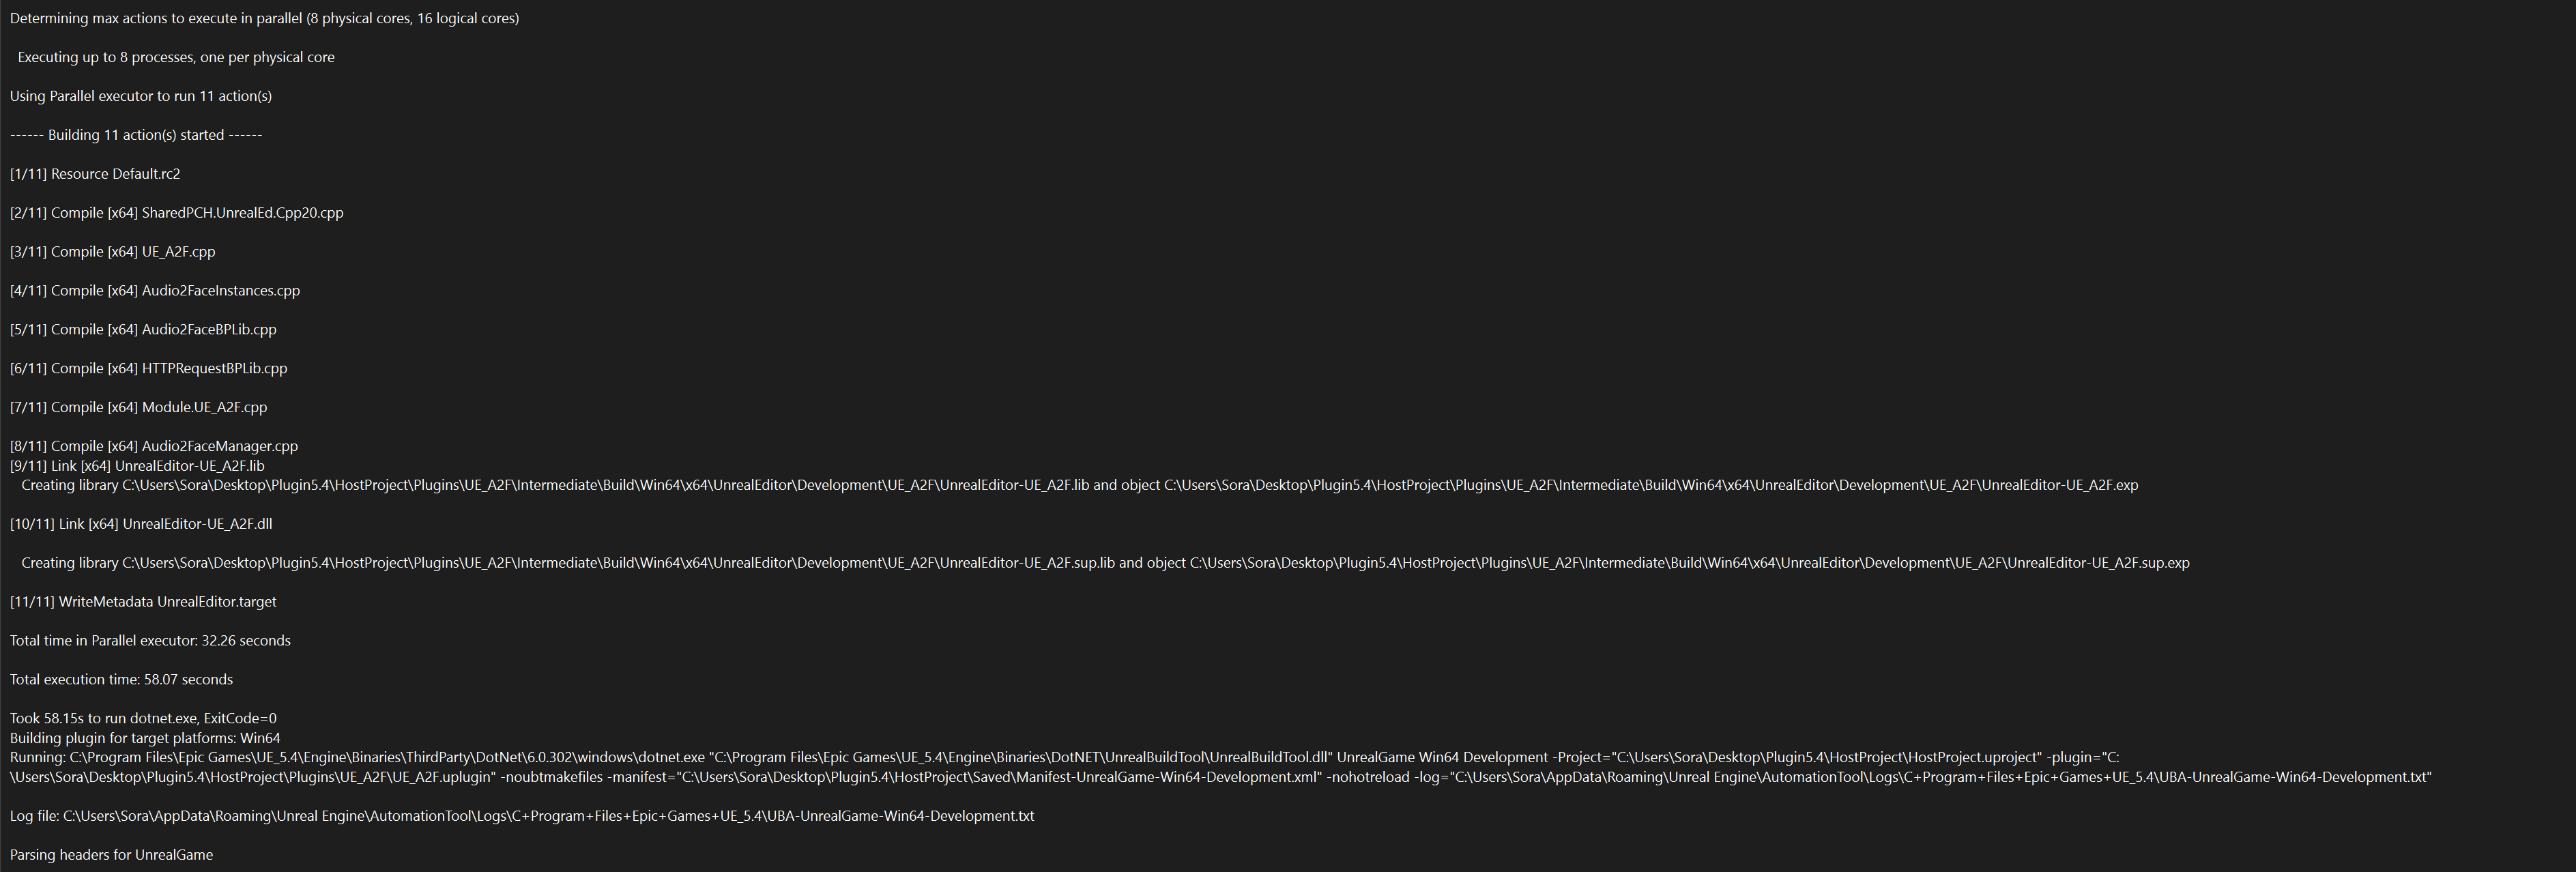 Determining max actions to execute in parallel (8 physical cores, 16 logical cores)
Executing up to 8 processes, one per physical core
Using Parallel executor to run 11 action(s)
------ Building 11 action(s) started ------
[1/11] Resource Default.rc2
[2/11] Compile [x64] SharedPCH.UnrealEd.Cpp20.cpp
[3/11] Compile [x64] UE_A2F.cpp
[4/11] Compile [x64] Audio2FaceInstances.cpp
[5/11] Compile [x64] Audio2FaceBPLib.cpp
[6/11] Compile [x64] HTTPRequestBPLib.cpp
[7/11] Compile [x64] Module.UE_A2F.cpp
[8/11] Compile [x64] Audio2FaceManager.cpp
[9/11] Link [x64] UnrealEditor-UE_A2F.lib
Creating library C:\Users\Sora\Desktop\Plugin5.4\HostProject\Plugins\UE_A2F\Intermediate\Build\Win64\x64\UnrealEditor\Development\UE_A2F\UnrealEditor-UE_A2F.lib and object C:\Users\Sora\Desktop\Plugin5.4\HostProject\Plugins\UE_A2F\Intermediate\Build\Win64\x64\UnrealEditor\Development\UE_A2F\UnrealEditor-UE_A2F.exp
[10/11] Link [x64] UnrealEditor-UE_A2F.dll
Creating library C:\Users\Sora\Desktop\Plugin5.4\HostProject\Plugins\UE_A2F\Intermediate\Build\Win64\x64\UnrealEditor\Development\UE_A2F\UnrealEditor-UE_A2F.sup.lib and object C:\Users\Sora\Desktop\Plugin5.4\HostProject\Plugins\UE_A2F\Intermediate\Build\Win64\x64\UnrealEditor\Development\UE_A2F\UnrealEditor-UE_A2F.sup.exp
[11/11] WriteMetadata UnrealEditor.target
Total time in Parallel executor: 32.26 seconds
Total execution time: 58.07 seconds
Took 58.15s to run dotnet.exe, ExitCode=0
Building plugin for target platforms: Win64
Running: C:\Program Files\Epic Games\UE_5.4\Engine\Binaries\ThirdParty\DotNet\6.0.302\windows\dotnet.exe "C:\Program Files\Epic Games\UE_5.4\Engine\Binaries\DotNET\UnrealBuildTool\UnrealBuildTool.dll" UnrealGame Win64 Development -Project="C:\Users\Sora\Desktop\Plugin5.4\HostProject\HostProject.uproject" -plugin="C:
\Users\Sora\Desktop\Plugin5.4\HostProject\Plugins\UE_A2F\UE_A2F.uplugin" -noubtmakefiles -manifest="C:\Users\Sora\Desktop\Plugin5.4\HostProject\Saved\Manifest-UnrealGame-Win64-Development.xml" -nohotreload -log="C:\Users\Sora\AppData\Roaming\Unreal Engine\AutomationTool\Logs\C+Program+Files+Epic+Games+UE_5.4\UBA-UnrealGame-Win64-Development.txt"
Log file: C:\Users\Sora\AppData\Roaming\Unreal Engine\AutomationTool\Logs\C+Program+Files+Epic+Games+UE_5.4\UBA-UnrealGame-Win64-Development.txt
Parsing headers for UnrealGame